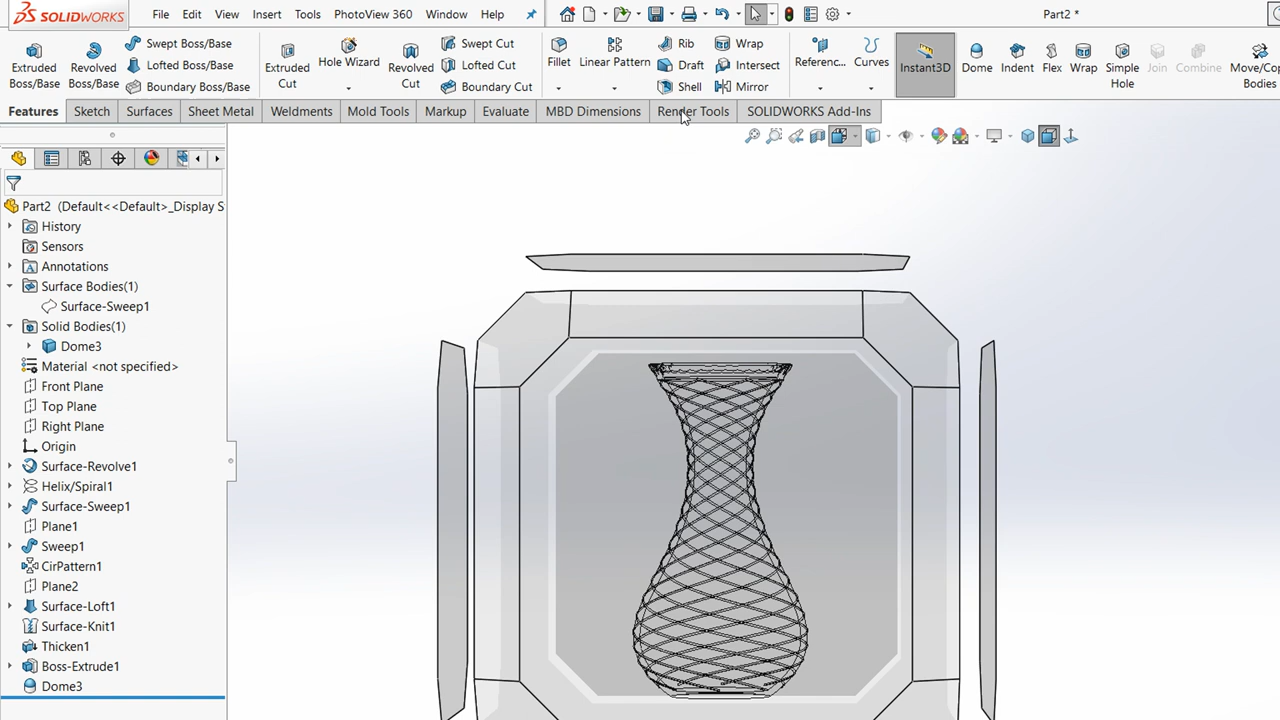 SOLIDWORKS File Edit View Insert Tools PhotoView 360 Window Help Part2 *
Extruded Boss/Base
Revolved Boss/Base
Swept Boss/Base
Lofted Boss/Base
Boundary Boss/Base
Extruded Cut
Hole Wizard
Revolved Cut
Swept Cut
Lofted Cut
Boundary Cut
Fillet
Linear Pattern
Rib
Draft
Shell
Wrap
Intersect
Mirror
Referenc...
Curves
Instant3D
Dome
Indent
Flex
Wrap
Simple Hole
Join
Combine
Move/Cop
Bodies
Features Sketch Surfaces Sheet Metal Weldments Mold Tools Markup Evaluate MBD Dimensions Render Tools SOLIDWORKS Add-Ins
Part2 (Default<<Default>_Display S
History
Sensors
Annotations
Surface Bodies(1)
Surface-Sweep1
Solid Bodies(1)
Dome3
Material <not specified>
Front Plane
Top Plane
Right Plane
Origin
Surface-Revolve1
Helix/Spiral1
Surface-Sweep1
Plane1
Sweep1
CirPattern1
Plane2
Surface-Loft1
Surface-Knit1
Thicken1
Boss-Extrude1
Dome3